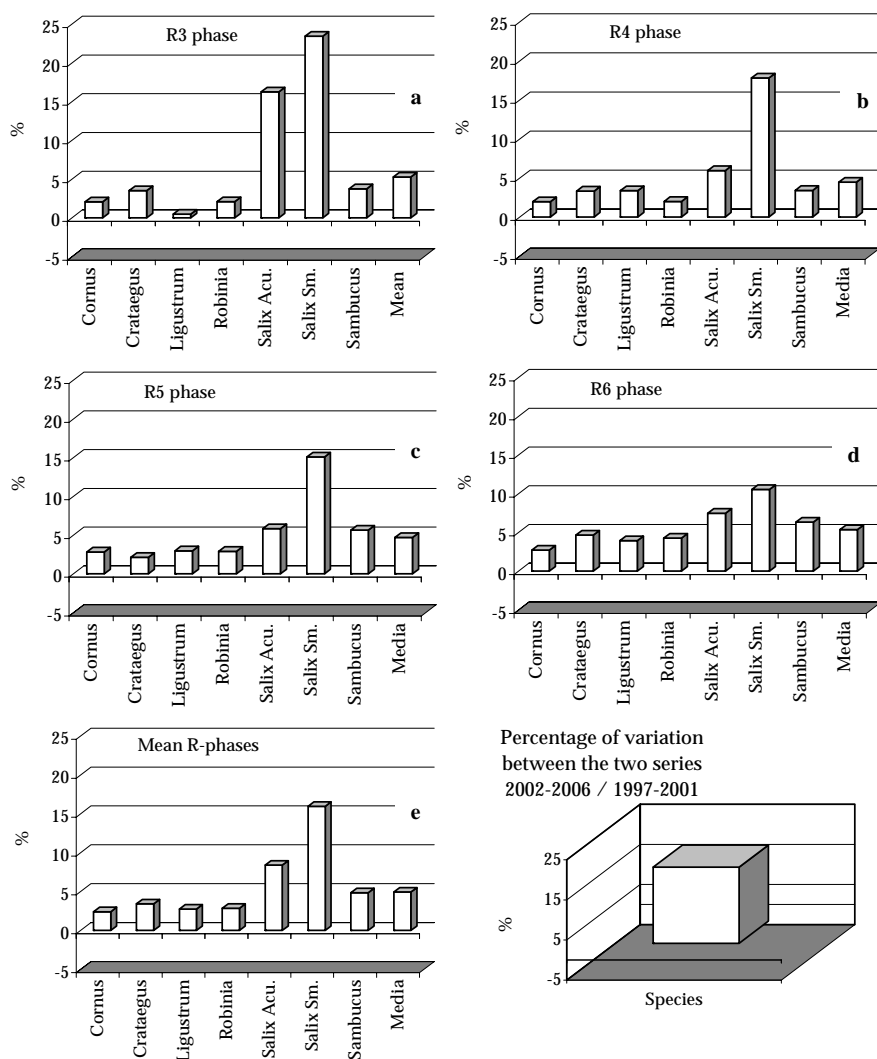 R3 phase
a
%
25
20
15
10
5
0
-5
Cornus
Crataegus
Ligustrum
Robinia
Salix Acu.
Salix Sm.
Sambucus
Mean
R4 phase
b
%
25
20
15
10
5
0
-5
Cornus
Crataegus
Ligustrum
Robinia
Salix Acu.
Salix Sm.
Sambucus
Media
R5 phase
c
%
25
20
15
10
5
0
-5
Cornus
Crataegus
Ligustrum
Robinia
Salix Acu.
Salix Sm.
Sambucus
Media
R6 phase
d
%
25
20
15
10
5
0
-5
Cornus
Crataegus
Ligustrum
Robinia
Salix Acu.
Salix Sm.
Sambucus
Media
Mean R-phases
e
%
25
20
15
10
5
0
-5
Cornus
Crataegus
Ligustrum
Robinia
Salix Acu.
Salix Sm.
Sambucus
Media
Percentage of variation
between the two series
2002-2006 / 1997-2001
%
25
15
5
-5
Species